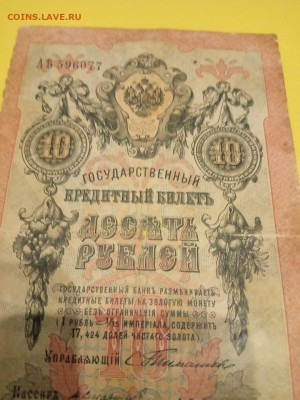 COINS.LAVE.RU
АВ 596077
10 10
ГОСУДАРСТВЕННЫЙ
КРЕДИТНЫЙ БИЛЕТЪ
ДЕСЯТЬ
РУБЛЕЙ
ГОСУДАРСТВЕННЫЙ БАНКЪ РАЗМѢНИВАЕТЪ
КРЕДИТНЫЕ БИЛЕТЫ НА ЗОЛОТУЮ МОНЕТУ
БЕЗЪ ОГРАНИЧЕНІЯ СУММЫ
(1 РУБЛЬ = 1/15 ИМПЕРІАЛА, СОДЕРЖИТЪ
17,424 ДОЛЕЙ ЧИСТАГО ЗОЛОТА).
УПРАВЛЯЮЩІЙ
КАССИРЪ